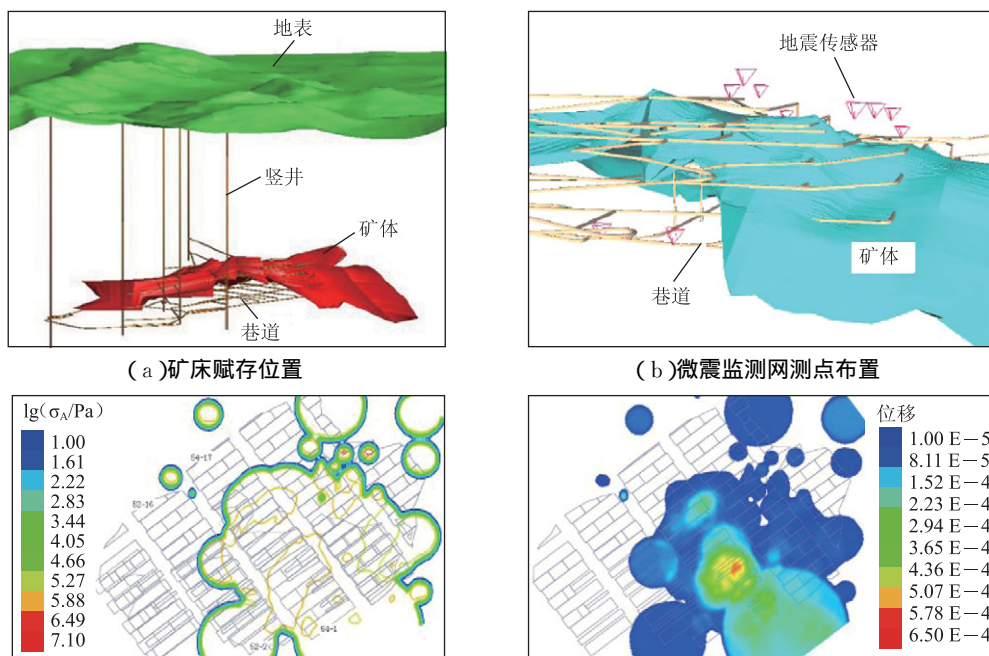 地表
竖井
矿体
巷道
地震传感器
矿体
巷道
(a)矿床赋存位置
(b)微震监测网测点布置
lg(σA/Pa)
1.00
1.61
2.22
2.83
3.44
4.05
4.66
5.27
5.88
6.49
7.10
54-17
52-16
54-1
52-2
位移
1.00 E-5
8.11 E-5
1.52 E-4
2.23 E-4
2.94 E-4
3.65 E-4
4.36 E-4
5.07 E-4
5.78 E-4
6.50 E-4